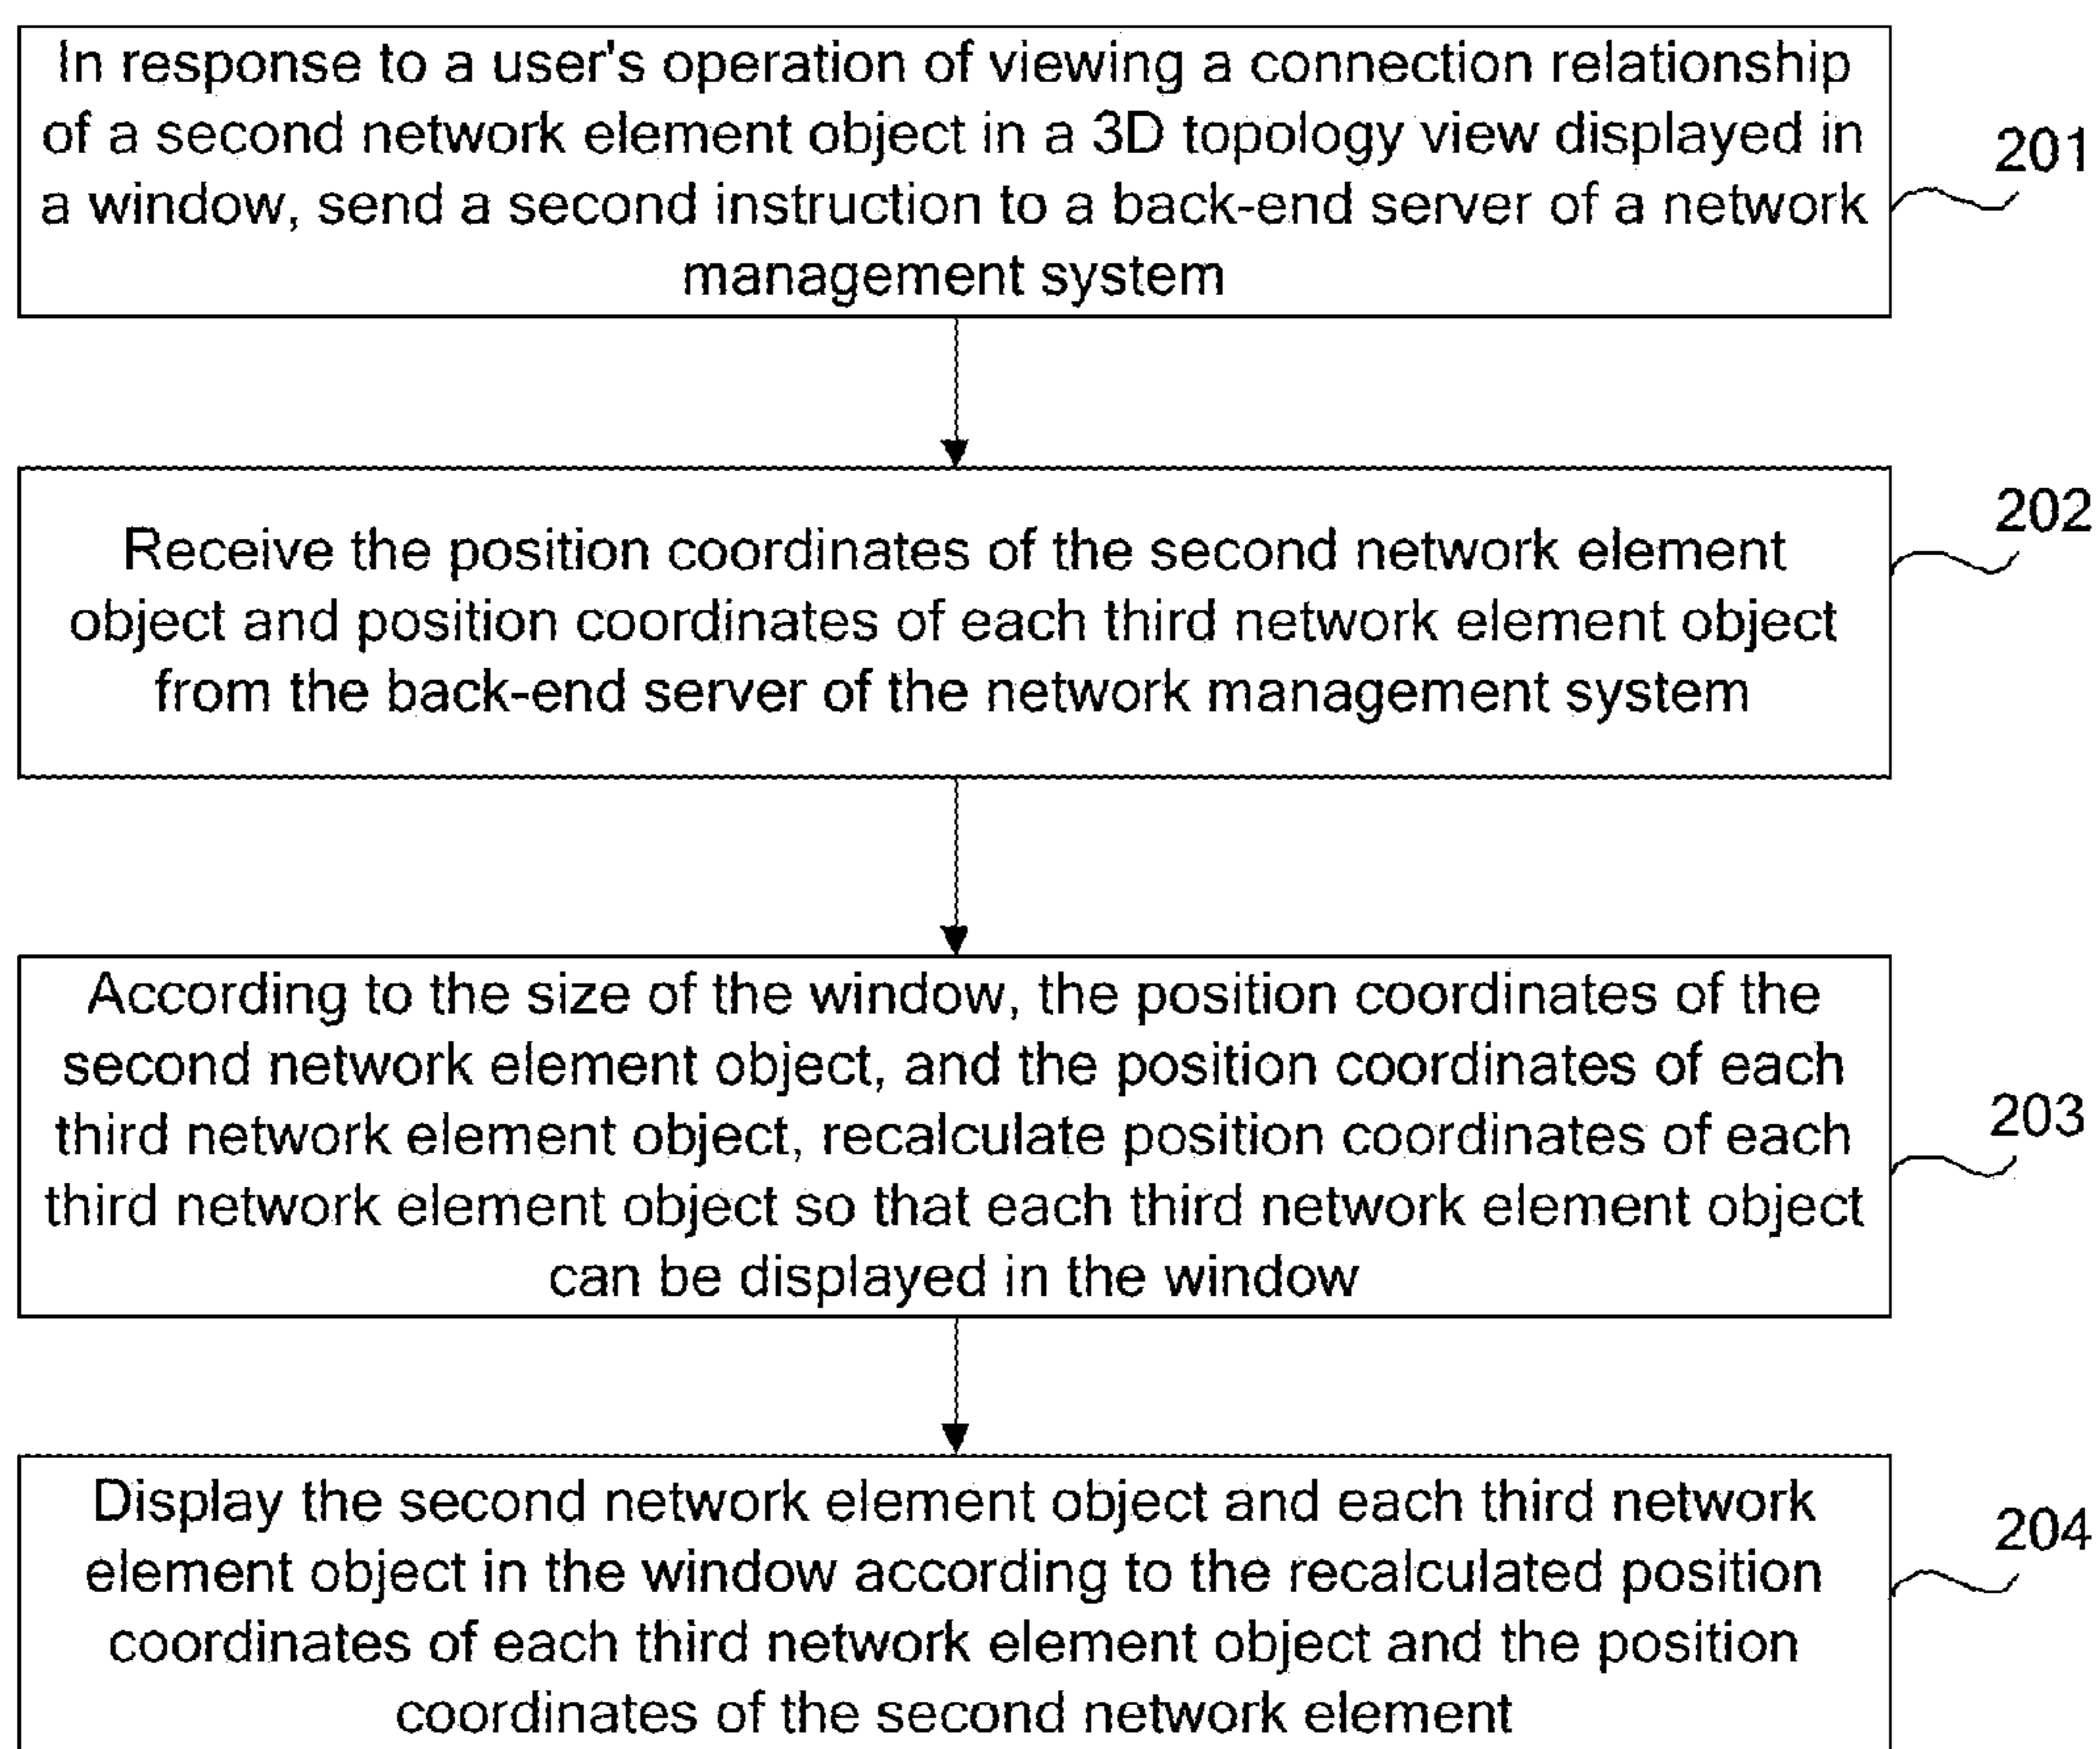 In response to a user's operation of viewing a connection relationship
of a second network element object in a 3D topology view displayed in
a window, send a second instruction to a back-end server of a network
management system
201
Receive the position coordinates of the second network element
object and position coordinates of each third network element object
from the back-end server of the network management system
202
According to the size of the window, the position coordinates of the
second network element object, and the position coordinates of each
third network element object, recalculate position coordinates of each
third network element object so that each third network element object
can be displayed in the window
203
Display the second network element object and each third network
element object in the window according to the recalculated position
coordinates of each third network element object and the position
coordinates of the second network element
204